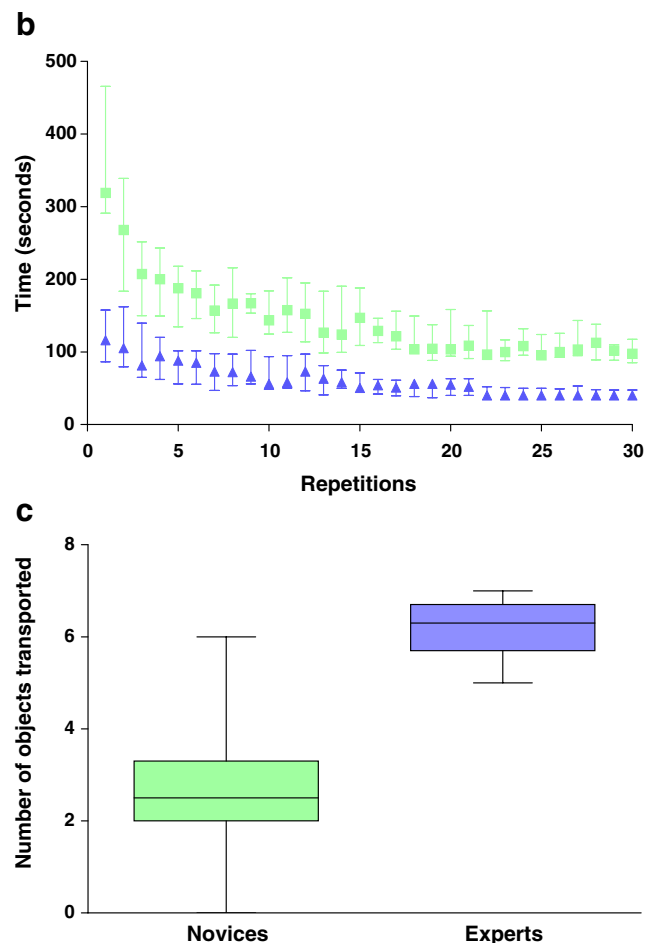 b
500
400
300
200
100
0
Time (seconds)
0 5 10 15 20 25 30
Repetitions
c
8
6
4
2
0
Number of objects transported
Novices Experts